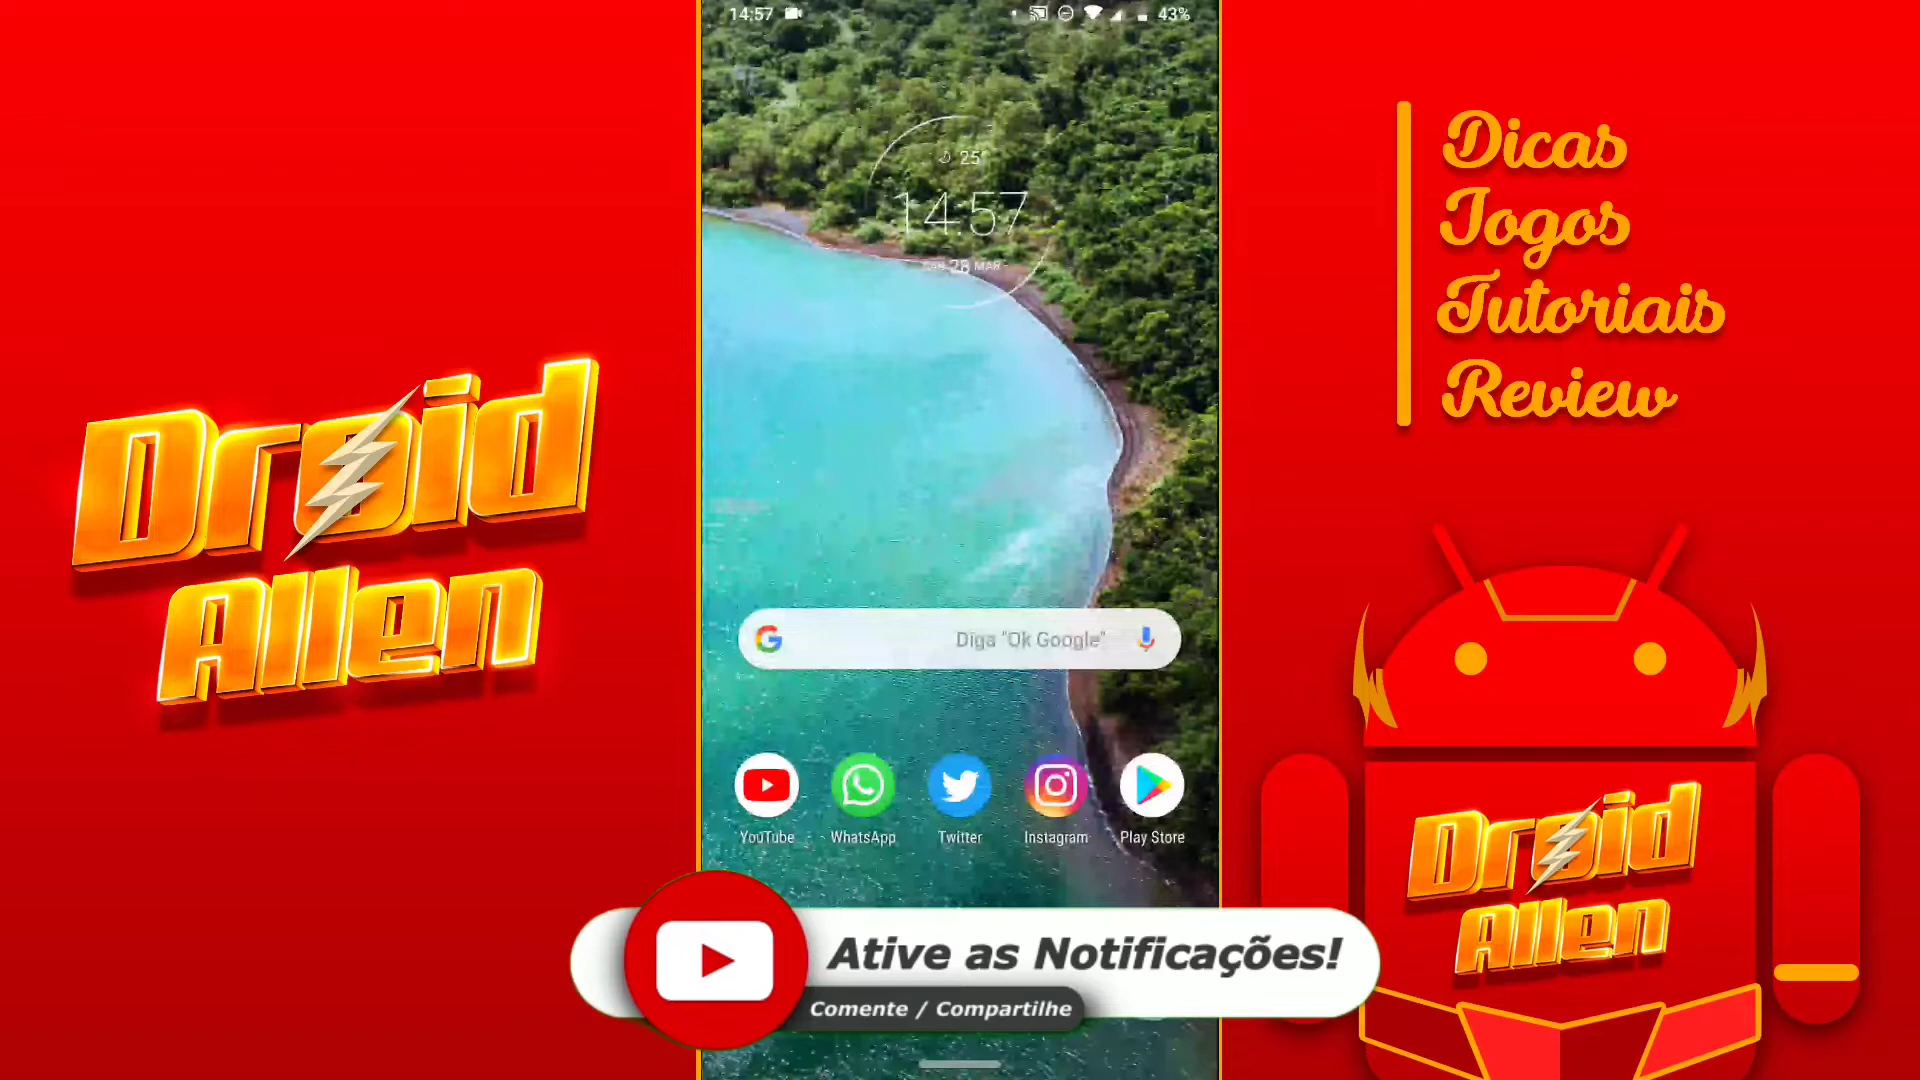 14:57
43%
25°
14:57
28 MAR
Diga "Ok Google"
YouTube
WhatsApp
Twitter
Instagram
Play Store
Droid
Allen
Dicas
Jogos
Tutoriais
Review
Droid
Allen
Ative as Notificações!
Comente / Compartilhe